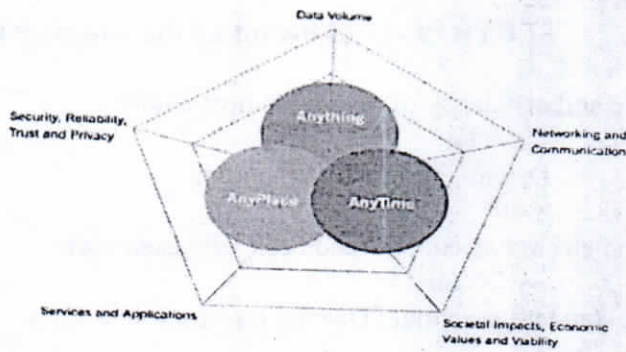 Data Volume
Security, Reliability,
Trust and Privacy
Anything
Networking and
Communication
AnyPlace
AnyTime
Services and Applications
Societal Impacts, Economic
Values and Viability